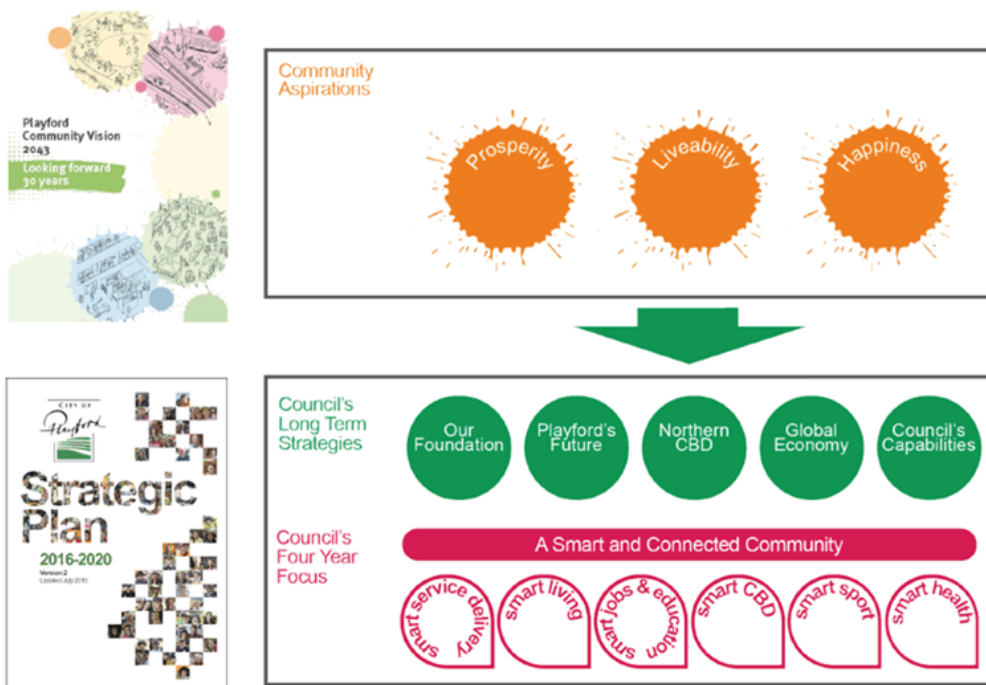 Playford
Community Vision
2043
Looking forward
30 years
Community
Aspirations
Prosperity
Liveability
Happiness
CITY OF
Playford
Strategic
Plan
2016-2020
Version 2
Updated July 2016
Council's
Long Term
Strategies
Our
Foundation
Playford's
Future
Northern
CBD
Global
Economy
Council's
Capabilities
Council's
Four Year
Focus
A Smart and Connected Community
smart service delivery
smart living
smart jobs & education
smart CBD
smart sport
smart health